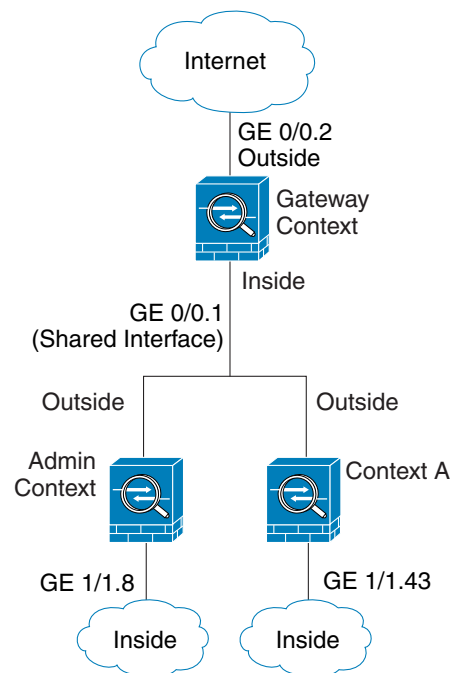 Internet
GE 0/0.2
Outside
Gateway
Context
Inside
GE 0/0.1
(Shared Interface)
Outside
Outside
Admin
Context
Context A
GE 1/1.8
GE 1/1.43
Inside
Inside